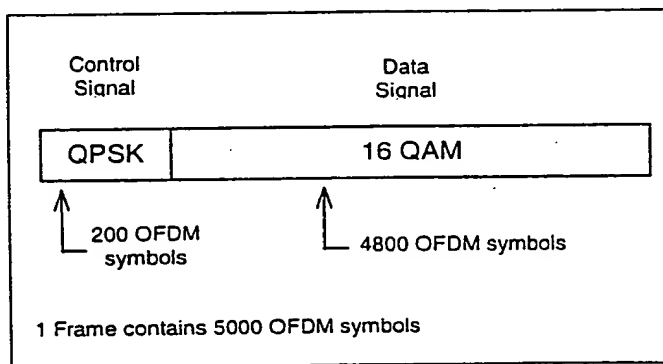 Control
Signal
Data
Signal
QPSK
16 QAM
200 OFDM
symbols
4800 OFDM symbols
1 Frame contains 5000 OFDM symbols